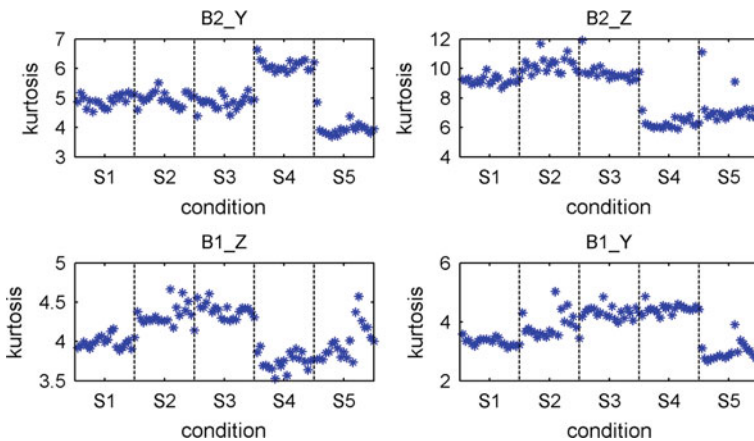 B2_Y
7
6
5
4
3
kurtosis
S1 S2 S3 S4 S5
condition
B2_Z
12
10
8
6
4
kurtosis
S1 S2 S3 S4 S5
condition
B1_Z
5
4.5
4
3.5
kurtosis
S1 S2 S3 S4 S5
condition
B1_Y
6
4
2
kurtosis
S1 S2 S3 S4 S5
condition